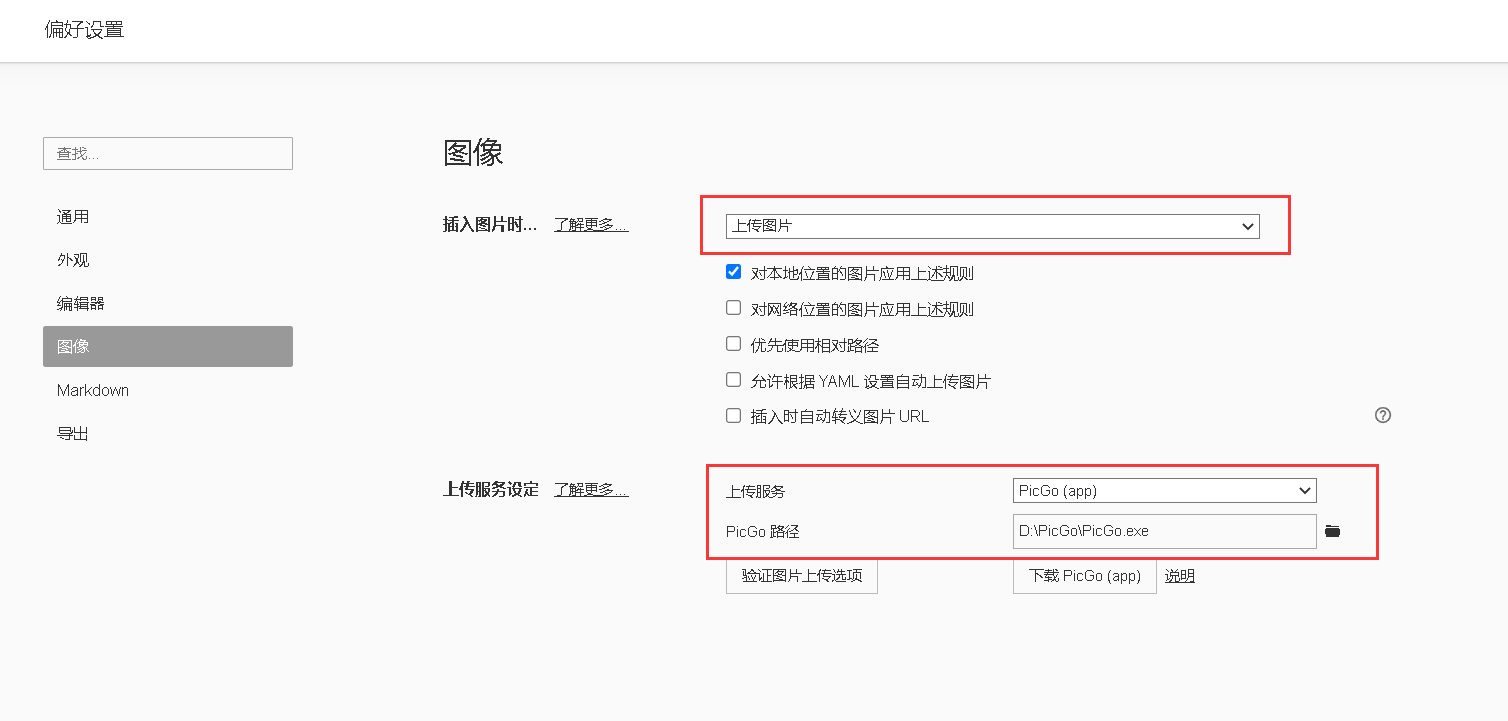 偏好设置
查找...
通用
外观
编辑器
图像
Markdown
导出
图像
插入图片时... 了解更多...
上传图片
对本地位置的图片应用上述规则
对网络位置的图片应用上述规则
优先使用相对路径
允许根据 YAML 设置自动上传图片
插入时自动转义图片 URL
?
上传服务设定 了解更多...
上传服务 PicGo (app)
PicGo 路径 D:\PicGo\PicGo.exe
验证图片上传选项 下载 PicGo (app) 说明